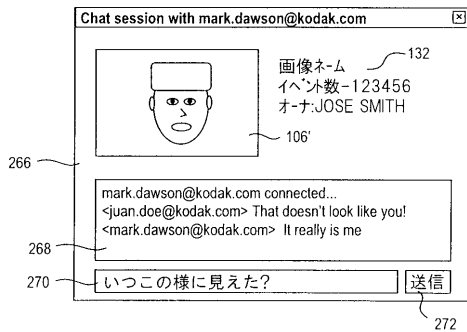 Chat session with mark.dawson@kodak.com
132
画像ネーム
イベント数-123456
オーナ:JOSE SMITH
106'
266
mark.dawson@kodak.com connected...
<juan.doe@kodak.com> That doesn't look like you!
<mark.dawson@kodak.com> It really is me
268
270
いつこの様に見えた?
送信
272